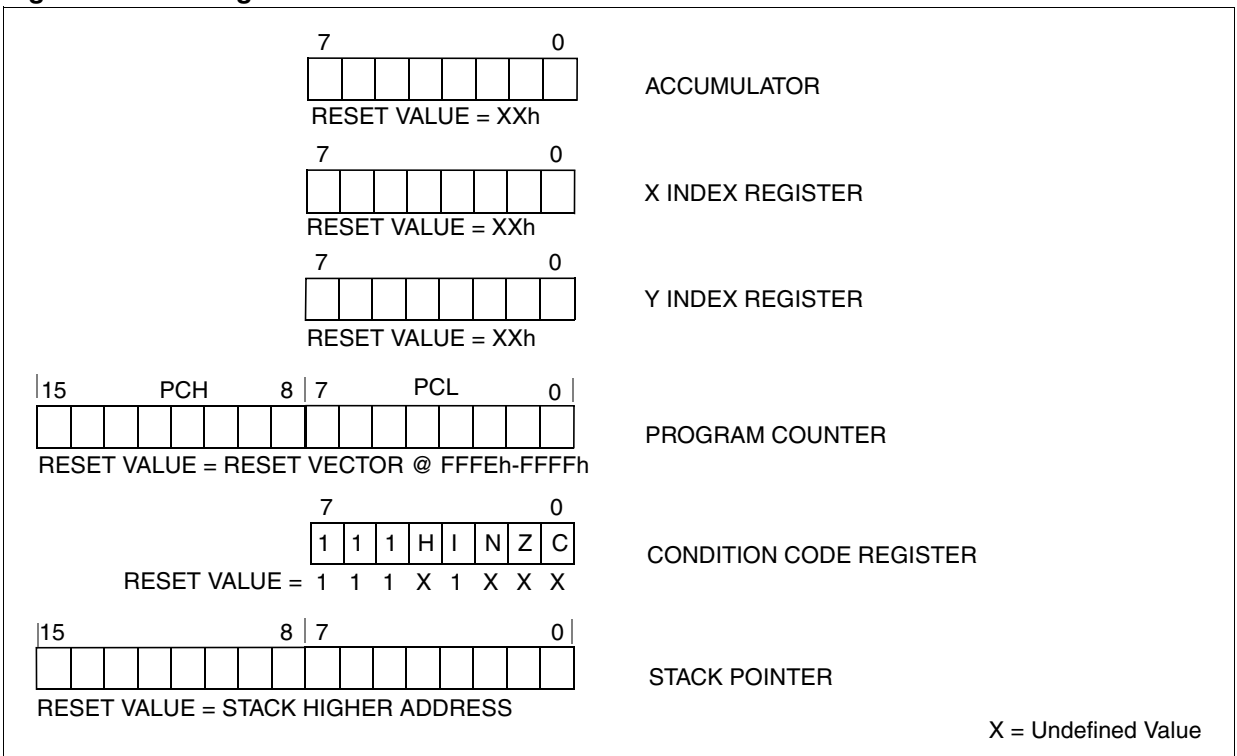 7 0
ACCUMULATOR
RESET VALUE = XXh
7 0
X INDEX REGISTER
RESET VALUE = XXh
7 0
Y INDEX REGISTER
RESET VALUE = XXh
15 PCH 8 7 PCL 0
PROGRAM COUNTER
RESET VALUE = RESET VECTOR @ FFFEh-FFFFh
7 0
1 1 1 H I N Z C
CONDITION CODE REGISTER
RESET VALUE = 1 1 1 X 1 X X X
15 8 7 0
STACK POINTER
RESET VALUE = STACK HIGHER ADDRESS
X = Undefined Value